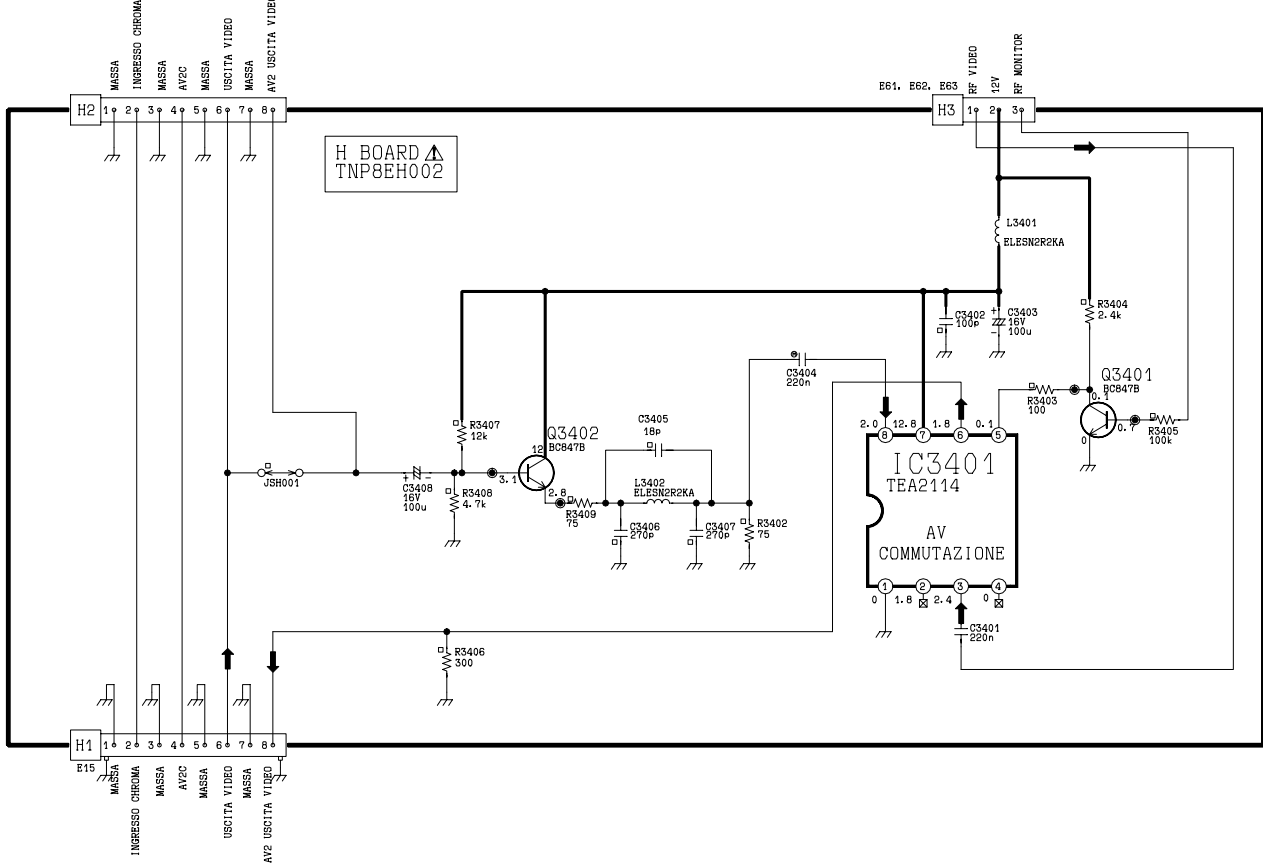 MASSA
INGRESSO CHROMA
MASSA
AV2C
MASSA
USCITA VIDEO
MASSA
AV2 USCITA VIDEO
H2 1 2 3 4 5 6 7 8
E61. E62. E63
RF VIDEO
12V
RF MONITOR
H3 1 2 3
H BOARD ⚠
TNP8EH002
L3401
ELESN2R2KA
C3402
100p
C3403
16V
100u
+
-
R3404
2.4k
C3404
220n
Q3401
BC847B
0.1
0.7
0
R3403
100
R3405
100k
R3407
12k
Q3402
BC847B
12
3.1
2.8
C3405
18p
L3402
ELESN2R2KA
JSH001
+ -
C3408
16V
100u
R3408
4.7k
R3409
75
C3406
270p
C3407
270p
R3402
75
2.0 12.8 1.8 0.1
8 7 6 5
IC3401
TEA2114
AV
COMMUTAZIONE
1 2 3 4
0 1.8 2.4 0
C3401
220n
R3406
300
H1 1 2 3 4 5 6 7 8
E15
MASSA
INGRESSO CHROMA
MASSA
AV2C
MASSA
USCITA VIDEO
MASSA
AV2 USCITA VIDEO